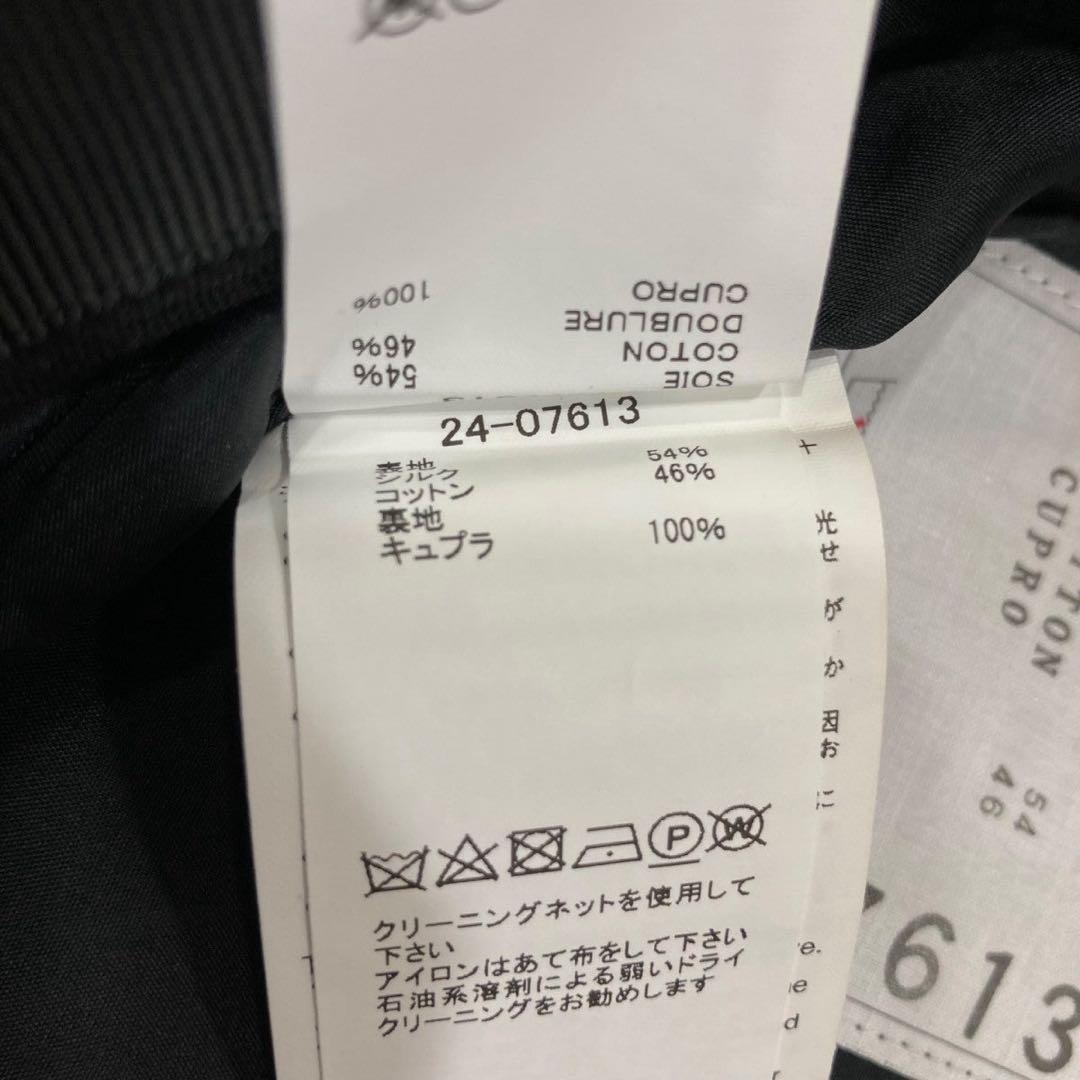 SOIE 54%
COTON 46%
DOUBLURE
CUPRO 100%
24-07613
表地
シルク 54%
コットン 46%
裏地
キュプラ 100%
P
W
クリーニングネットを使用して
下さい
アイロンはあて布をして下さい
石油系溶剤による弱いドライ
クリーニングをお勧めします
光
せ
が
か
因
お
に
e.
e
d
TON 54
CUPRO 46
613